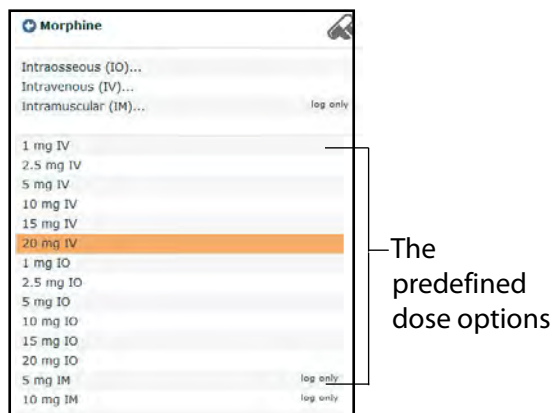 Morphine
Intraosseous (IO)...
Intravenous (IV)...
Intramuscular (IM)... log only
1 mg IV
2.5 mg IV
5 mg IV
10 mg IV
15 mg IV
20 mg IV
1 mg IO
2.5 mg IO
5 mg IO
10 mg IO
15 mg IO
20 mg IO
5 mg IM log only
10 mg IM log only
The
predefined
dose options